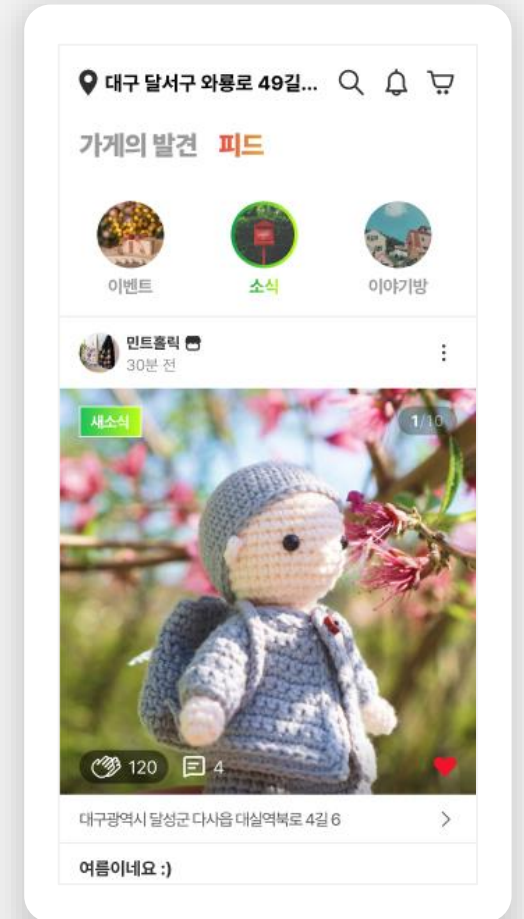 대구 달서구 와룡로 49길...
가게의 발견 피드
이벤트 소식 이야기방
민트홀릭
30분 전
새소식 1/10
120 4
대구광역시 달성군 다사읍 대실역북로 4길 6
여름이네요 :)